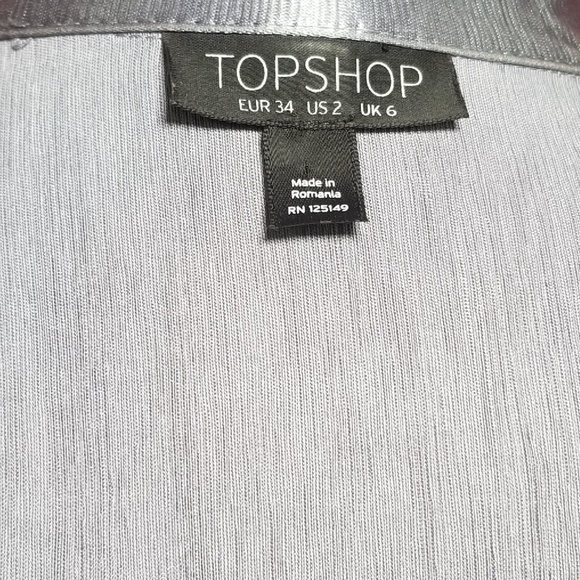 TOPSHOP
EUR 34 US 2 UK 6
Made in
Romania
RN 125149